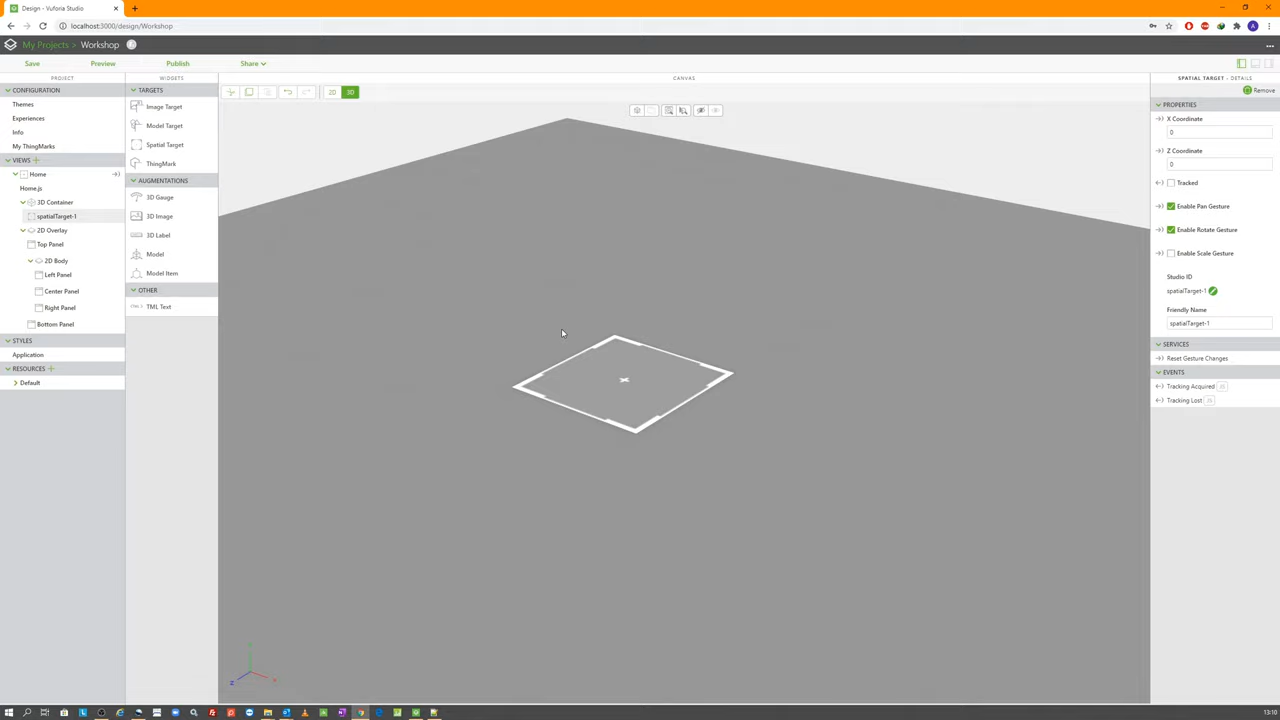 Design - Vuforia Studio
localhost:3000/design/Workshop
My Projects > Workshop
Save
Preview
Publish
Share
PROJECT
WIDGETS
CANVAS
SPATIAL TARGET - DETAILS
CONFIGURATION
Themes
Experiences
Info
My ThingMarks
VIEWS
Home
Home.js
3D Container
spatialTarget-1
2D Overlay
Top Panel
2D Body
Left Panel
Center Panel
Right Panel
Bottom Panel
STYLES
Application
RESOURCES
Default
TARGETS
Image Target
Model Target
Spatial Target
ThingMark
AUGMENTATIONS
3D Gauge
3D Image
3D Label
Model
Model Item
OTHER
TML Text
2D
3D
Z
X
Remove
PROPERTIES
X Coordinate
0
Z Coordinate
0
Tracked
Enable Pan Gesture
Enable Rotate Gesture
Enable Scale Gesture
Studio ID
spatialTarget-1
Friendly Name
spatialTarget-1
SERVICES
Reset Gesture Changes
EVENTS
Tracking Acquired JS
Tracking Lost JS
13:10